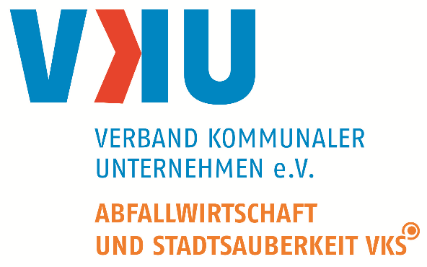 VKU
VERBAND KOMMUNALER
UNTERNEHMEN e.V.
ABFALLWIRTSCHAFT
UND STADTSAUBERKEIT VKS